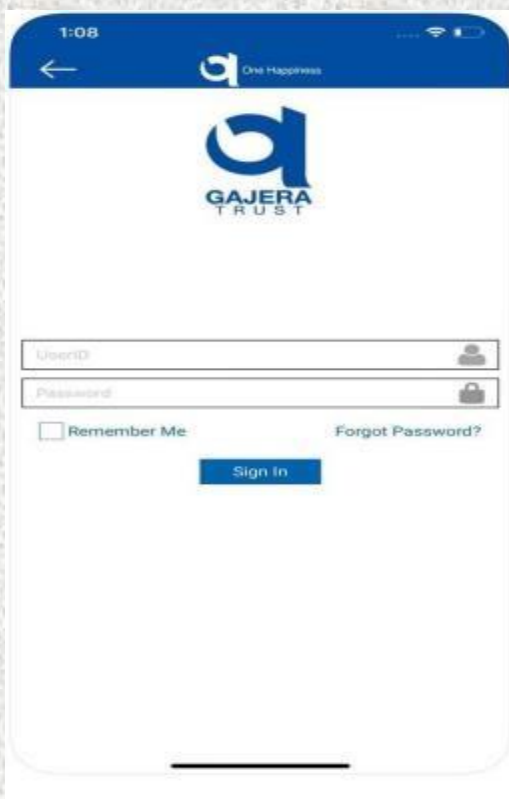 1:08
One Happiness
GAJERA
TRUST
UserID
Password
Remember Me
Forgot Password?
Sign In